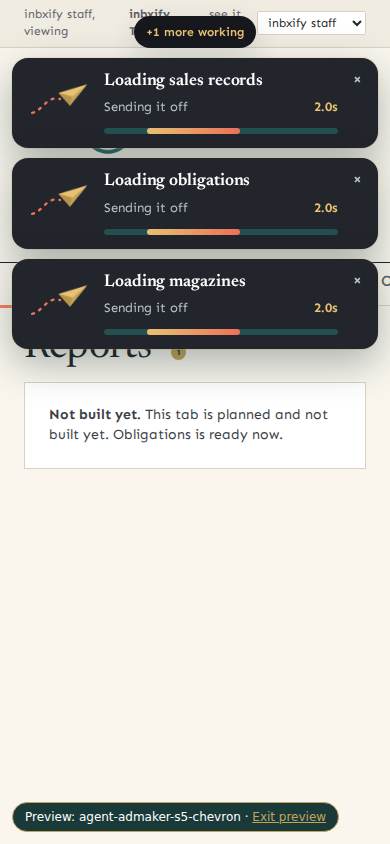 inbxify staff,
viewing
inbxify
see it
inbxify staff
+1 more working
Loading sales records
×
Sending it off
2.0s
Loading obligations
×
Sending it off
2.0s
Loading magazines
×
Sending it off
2.0s
Reports
Not built yet. This tab is planned and not
built yet. Obligations is ready now.
Preview: agent-admaker-s5-chevron · Exit preview